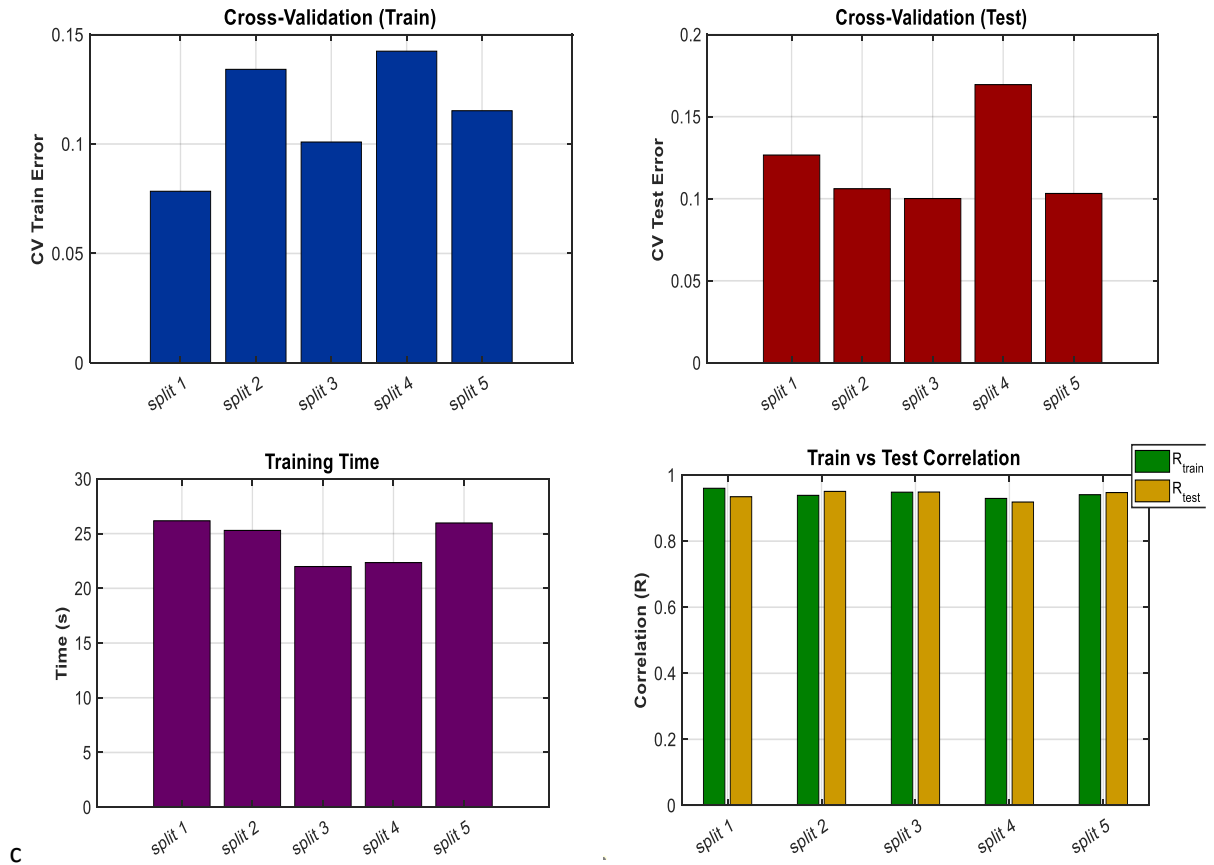 Cross-Validation (Train)
CV Train Error
0.15
0.1
0.05
0
split 1
split 2
split 3
split 4
split 5
Cross-Validation (Test)
CV Test Error
0.2
0.15
0.1
0.05
0
split 1
split 2
split 3
split 4
split 5
Training Time
Time (s)
30
25
20
15
10
5
0
split 1
split 2
split 3
split 4
split 5
Train vs Test Correlation
R_train
R_test
Correlation (R)
1
0.8
0.6
0.4
0.2
0
split 1
split 2
split 3
split 4
split 5
c